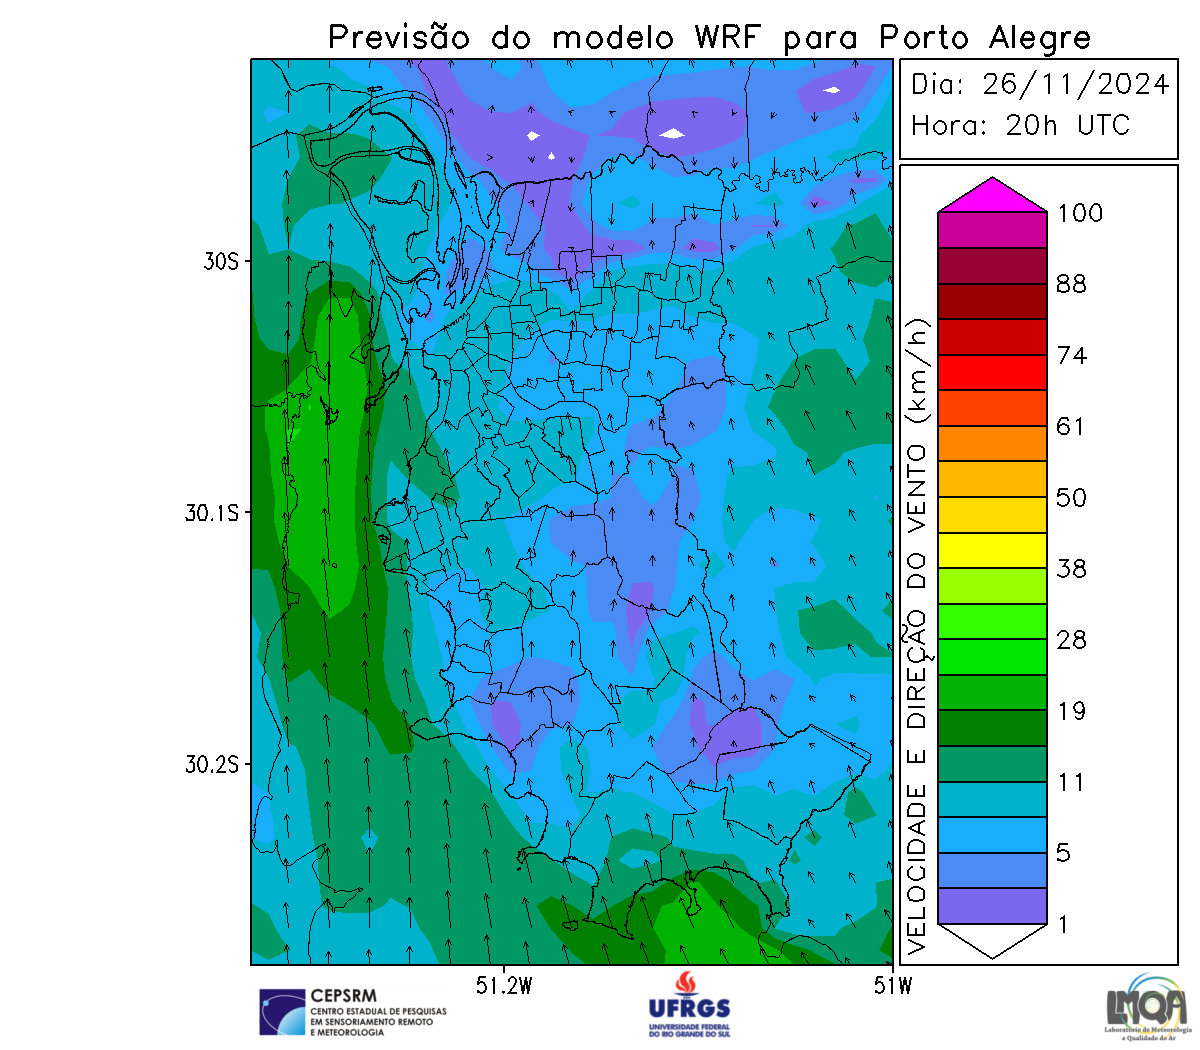 Previsão do modelo WRF para Porto Alegre
Dia: 26/11/2024
Hora: 20h UTC
30S
30.1S
30.2S
51.2W
51W
VELOCIDADE E DIREÇÃO DO VENTO (km/h)
100
88
74
61
50
38
28
19
11
5
1
CEPSRM
CENTRO ESTADUAL DE PESQUISAS
EM SENSORIAMENTO REMOTO
E METEOROLOGIA
UFRGS
UNIVERSIDADE FEDERAL
DO RIO GRANDE DO SUL
LMQA
Laboratório de Meteorologia
e Qualidade do Ar